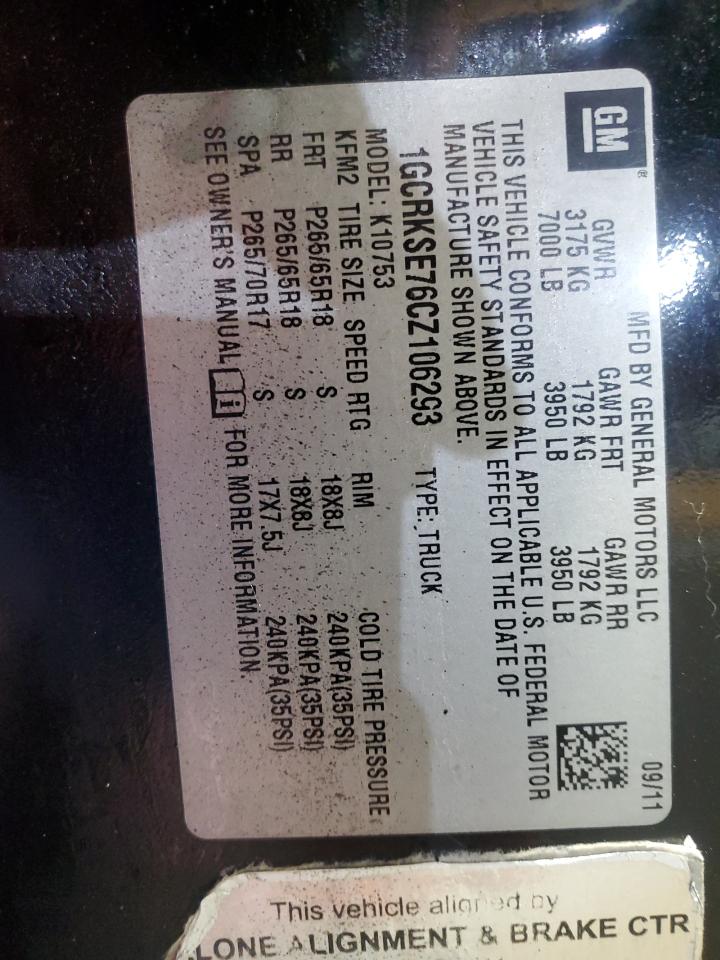 GM
MFD BY GENERAL MOTORS LLC 09/11
GVWR GAWR FRT GAWR RR
3175 KG 1792 KG 1792 KG
7000 LB 3950 LB 3950 LB
THIS VEHICLE CONFORMS TO ALL APPLICABLE U.S. FEDERAL MOTOR
VEHICLE SAFETY STANDARDS IN EFFECT ON THE DATE OF
MANUFACTURE SHOWN ABOVE.
1GCRKSE76CZ106293 TYPE: TRUCK
MODEL: K10753
KFM2 TIRE SIZE SPEED RTG RIM COLD TIRE PRESSURE
FRT P265/65R18 S 18X8J 240KPA(35PSI)
RR P265/65R18 S 18X8J 240KPA(35PSI)
SPA P265/70R17 S 17X7.5J 240KPA(35PSI)
SEE OWNER'S MANUAL FOR MORE INFORMATION.
This vehicle aligned by
LONE ALIGNMENT & BRAKE CTR